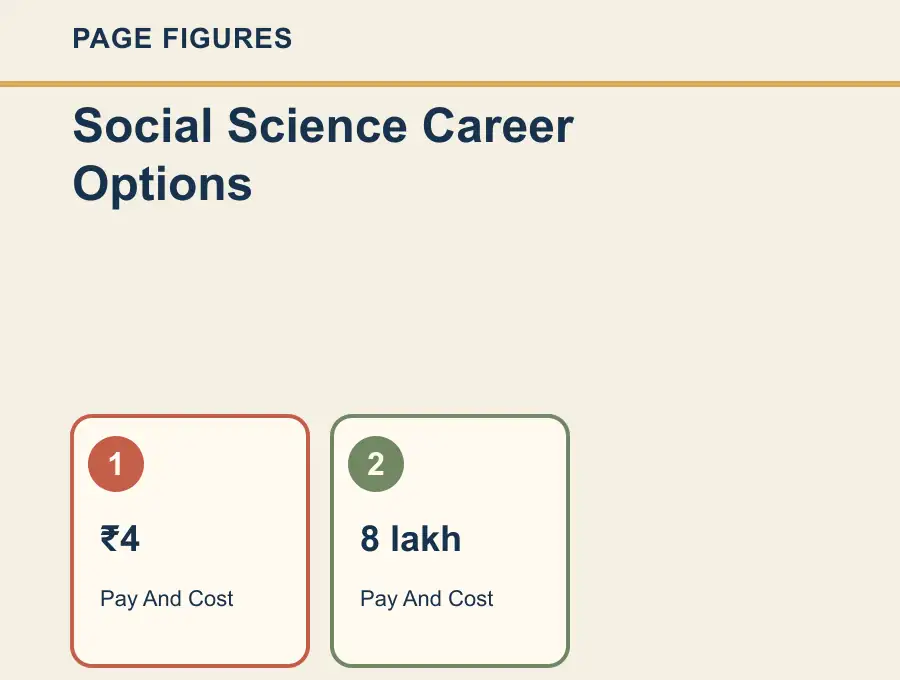 PAGE FIGURES
Social Science Career
Options
1
₹4
Pay And Cost
2
8 lakh
Pay And Cost